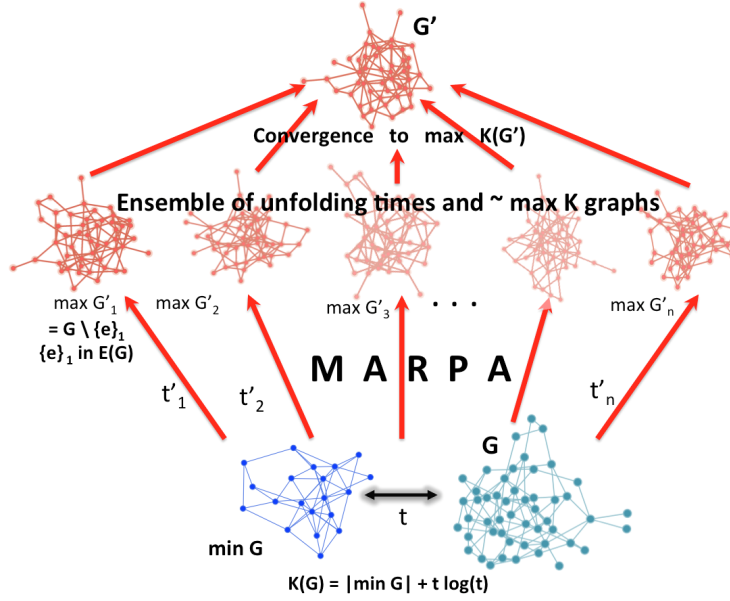 G’
Convergence to max K(G’)
Ensemble of unfolding times and ~ max K graphs
max G’₁
max G’₂
max G’₃
. . .
max G’ₙ
= G \ {e}₁
{e}₁ in E(G)
M A R P A
t’₁
t’₂
t’ₙ
G
t
min G
K(G) = |min G| + t log(t)